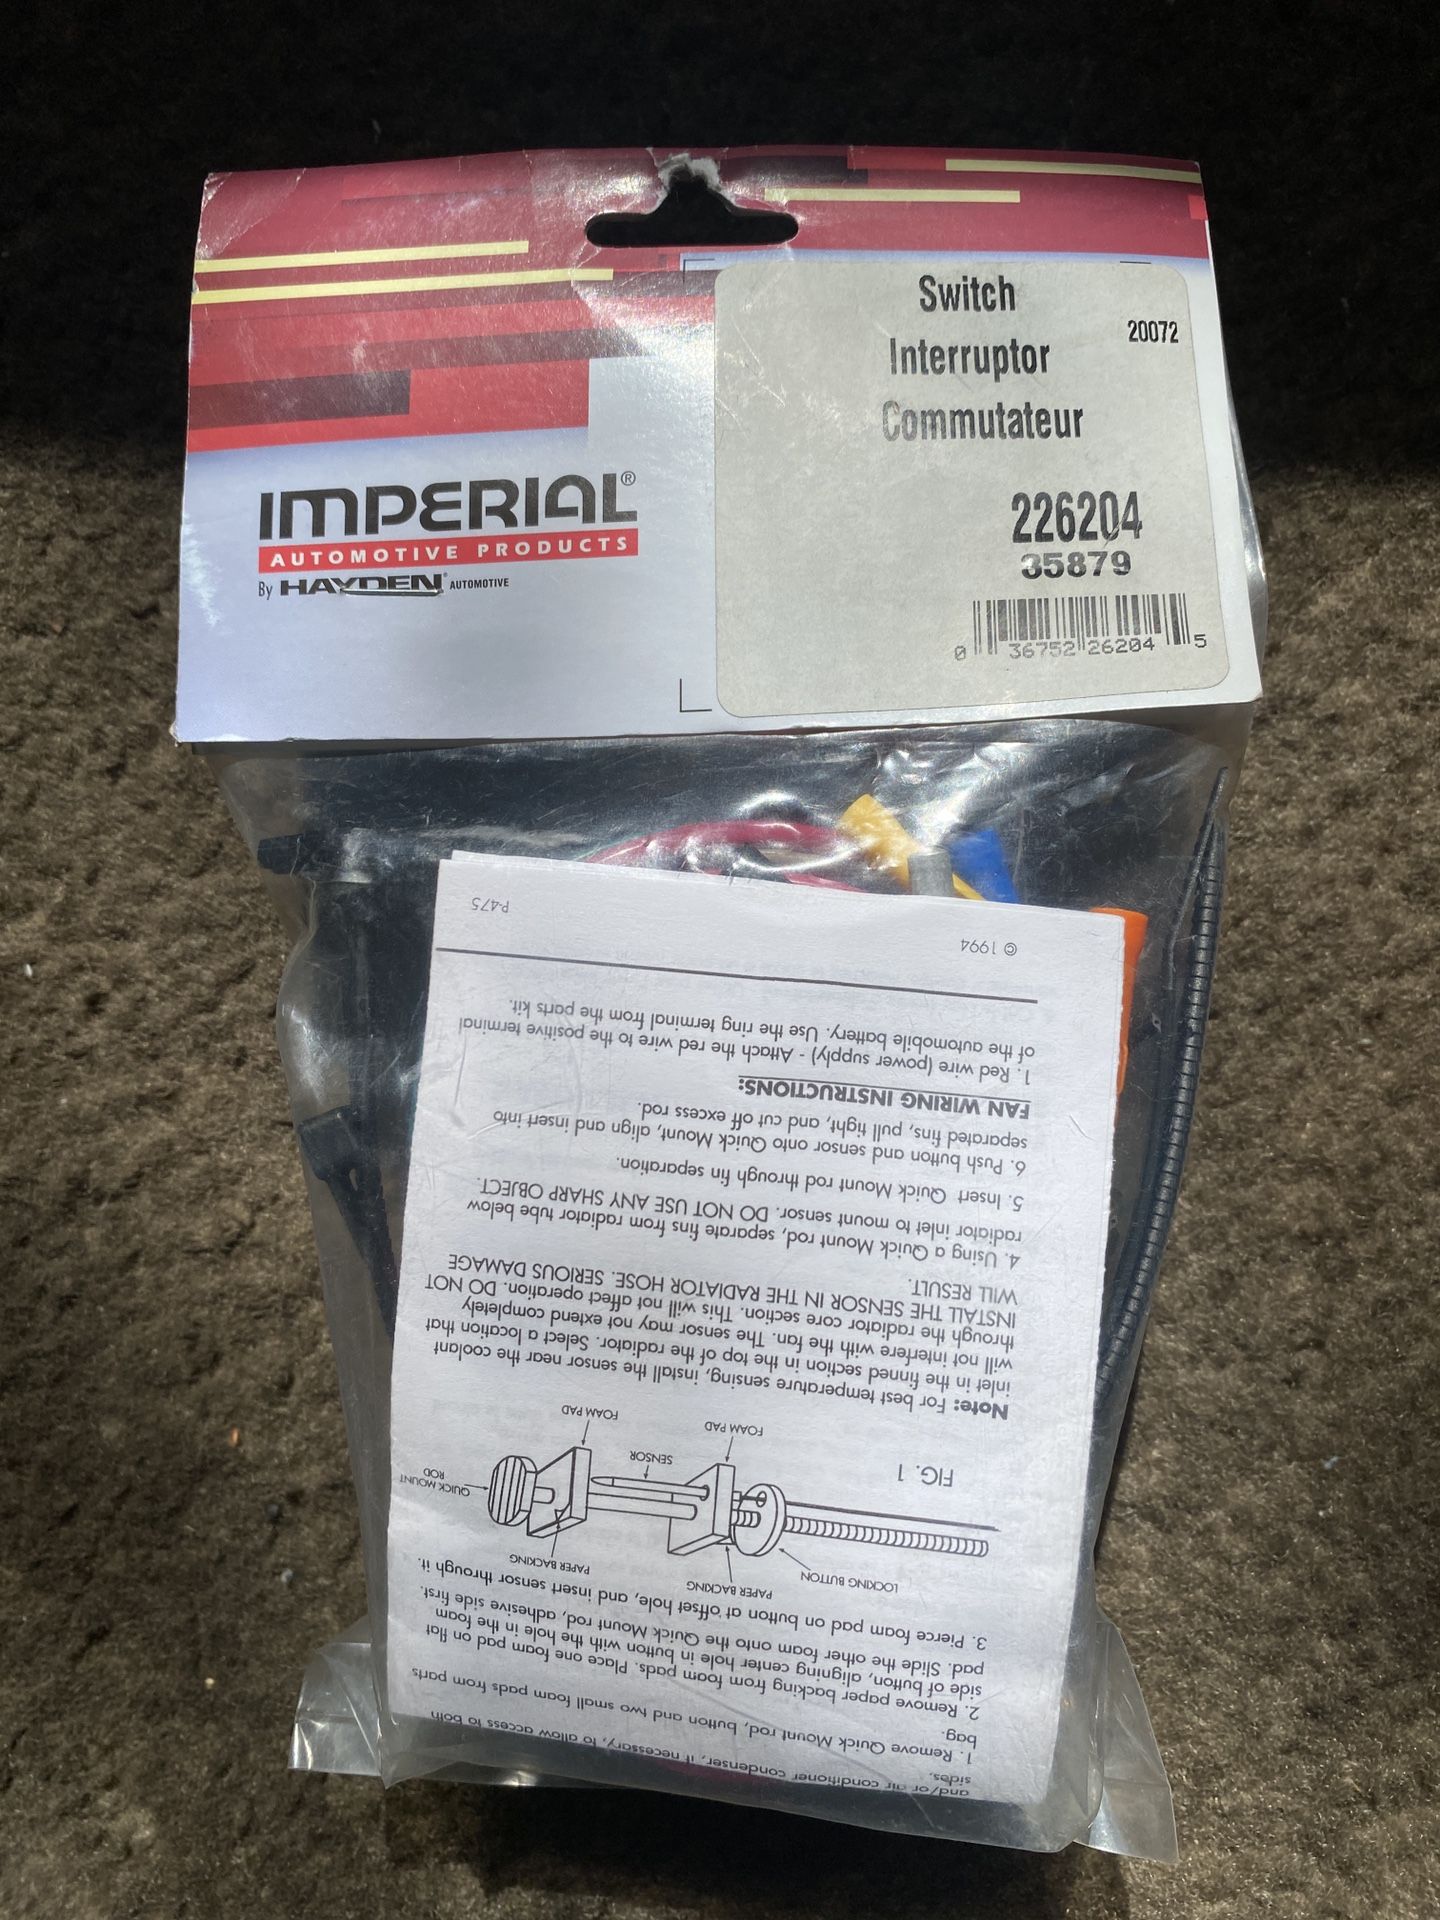 Switch
20072
Interruptor
Commutateur
IMPERIAL®
AUTOMOTIVE PRODUCTS
By HAYDEN® AUTOMOTIVE
226204
35879
0 36752 26204 5
and/or air conditioner condenser, if necessary, to allow access to both
sides.
1. Remove Quick Mount rod, button, and two small foam pads from parts
bag.
2. Remove paper backing from foam pads. Place one foam pad on flat
side of button, aligning center hole in button with the hole in the foam
pad. Slide the other foam onto the Quick Mount rod, adhesive side first.
3. Pierce foam pad on button at offset hole, and insert sensor through it.
LOCKING BUTTON
PAPER BACKING
PAPER BACKING
QUICK MOUNT
ROD
SENSOR
FOAM PAD
FOAM PAD
FIG. 1
Note: For best temperature sensing, install the sensor near the coolant
inlet in the finned section in the top of the radiator. Select a location that
will not interfere with the fan. The sensor may not extend completely
through the radiator core section. This will not affect operation. DO NOT
INSTALL THE SENSOR IN THE RADIATOR HOSE. SERIOUS DAMAGE
WILL RESULT.
4. Using a Quick Mount rod, separate fins from radiator tube below
radiator inlet to mount sensor. DO NOT USE ANY SHARP OBJECT.
5. Insert Quick Mount rod through fin separation.
6. Push button and sensor onto Quick Mount, align and insert into
separated fins, pull tight, and cut off excess rod.
FAN WIRING INSTRUCTIONS:
1. Red wire (power supply) - Attach the red wire to the positive terminal
of the automobile battery. Use the ring terminal from the parts kit.
© 1994
P-475